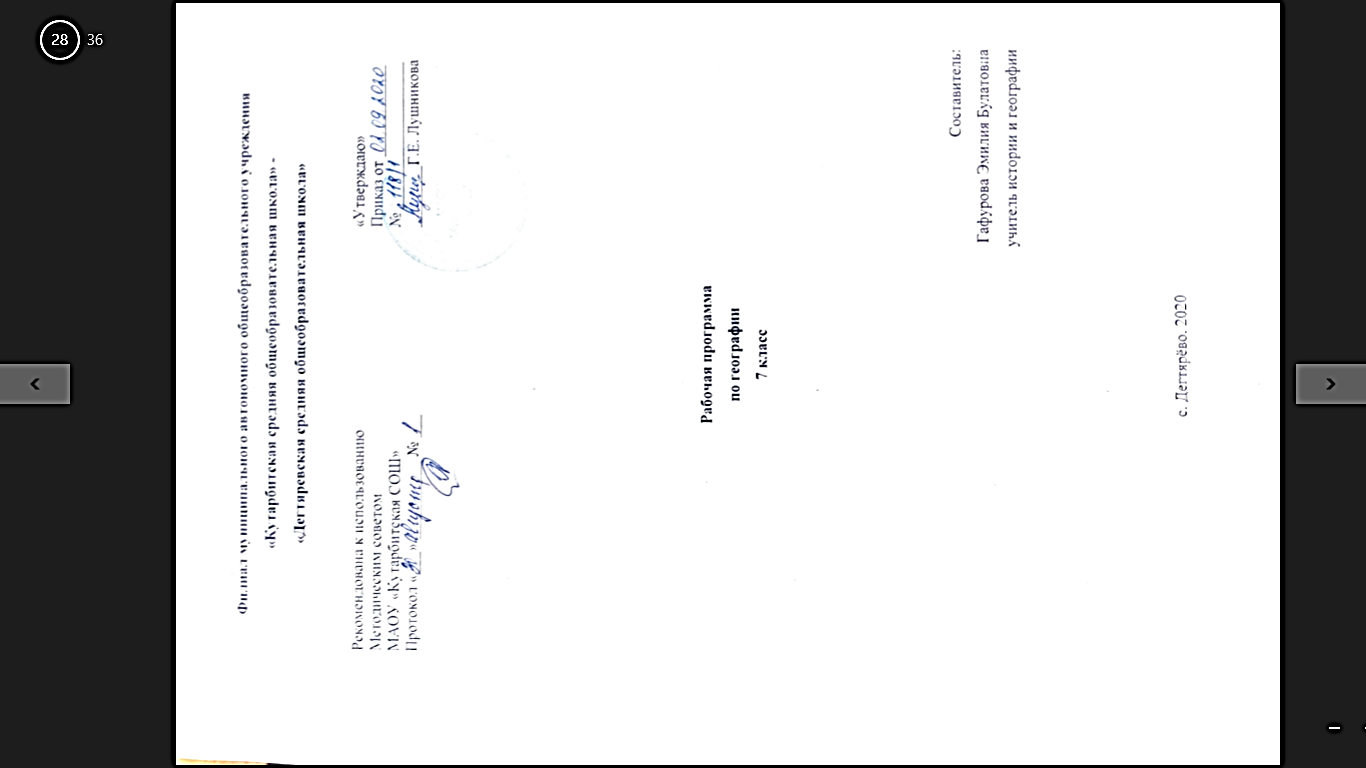 28 36
Филиал муниципального автономного общеобразовательного учреждения
«Кутарбитская средняя общеобразовательная школа» -
«Дегтяревская средняя общеобразовательная школа»
Рекомендована к использованию
Методическим советом
МАОУ «Кутарбитская СОШ»
Протокол « » августа № 1
«Утверждаю»
Приказ от 01.09.2020
№ 118/1
Г.Е. Лушникова
Рабочая программа
по географии
7 класс
Составитель:
Гафурова Эмилия Булатовна
учитель истории и географии
с. Дегтярёво, 2020